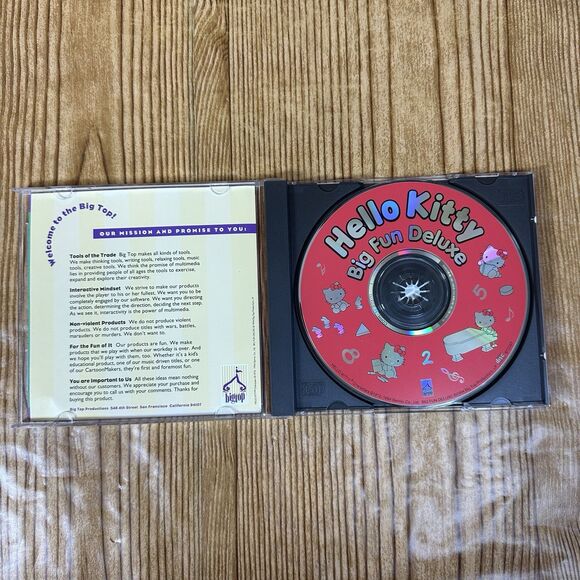 Welcome to the Big Top!
OUR MISSION AND PROMISE TO YOU:
Tools of the Trade Big Top makes all kinds of tools.
We make thinking tools, writing tools, relaxing tools, music
tools, creative tools. We think the promise of multimedia
lies in providing people of all ages the tools to exercise,
expand and explore their creativity.
Interactive Mindset We strive to make our products
involve the player to his or her fullest. We want you to be
completely engaged by our software. We want you directing
the action, determining the direction, deciding the next step.
As we see it, interactivity is the power of multimedia.
Non-violent Products We do not produce violent
products. We do not produce titles with wars, battles,
marauders or murders. We don't want to.
For the Fun of It Our products are fun. We make
products that we play with when our workday is over. And
we hope you'll play with them, too. Whether it's a kid's
educational product, one of our music driven titles, or one
of our CartoonMakers, they're first and foremost fun.
You are Important to Us All these ideas mean nothing
without our customers. We appreciate your purchase and
encourage you to call us with your comments. Thanks for
buying this product.
Big Top Productions 548 4th Street San Francisco California 94107
bigtop
Hello Kitty
Big Fun Deluxe
5
2
8
disc